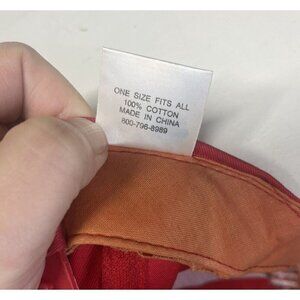 ONE SIZE FITS ALL
100% COTTON
MADE IN CHINA
800-796-8989